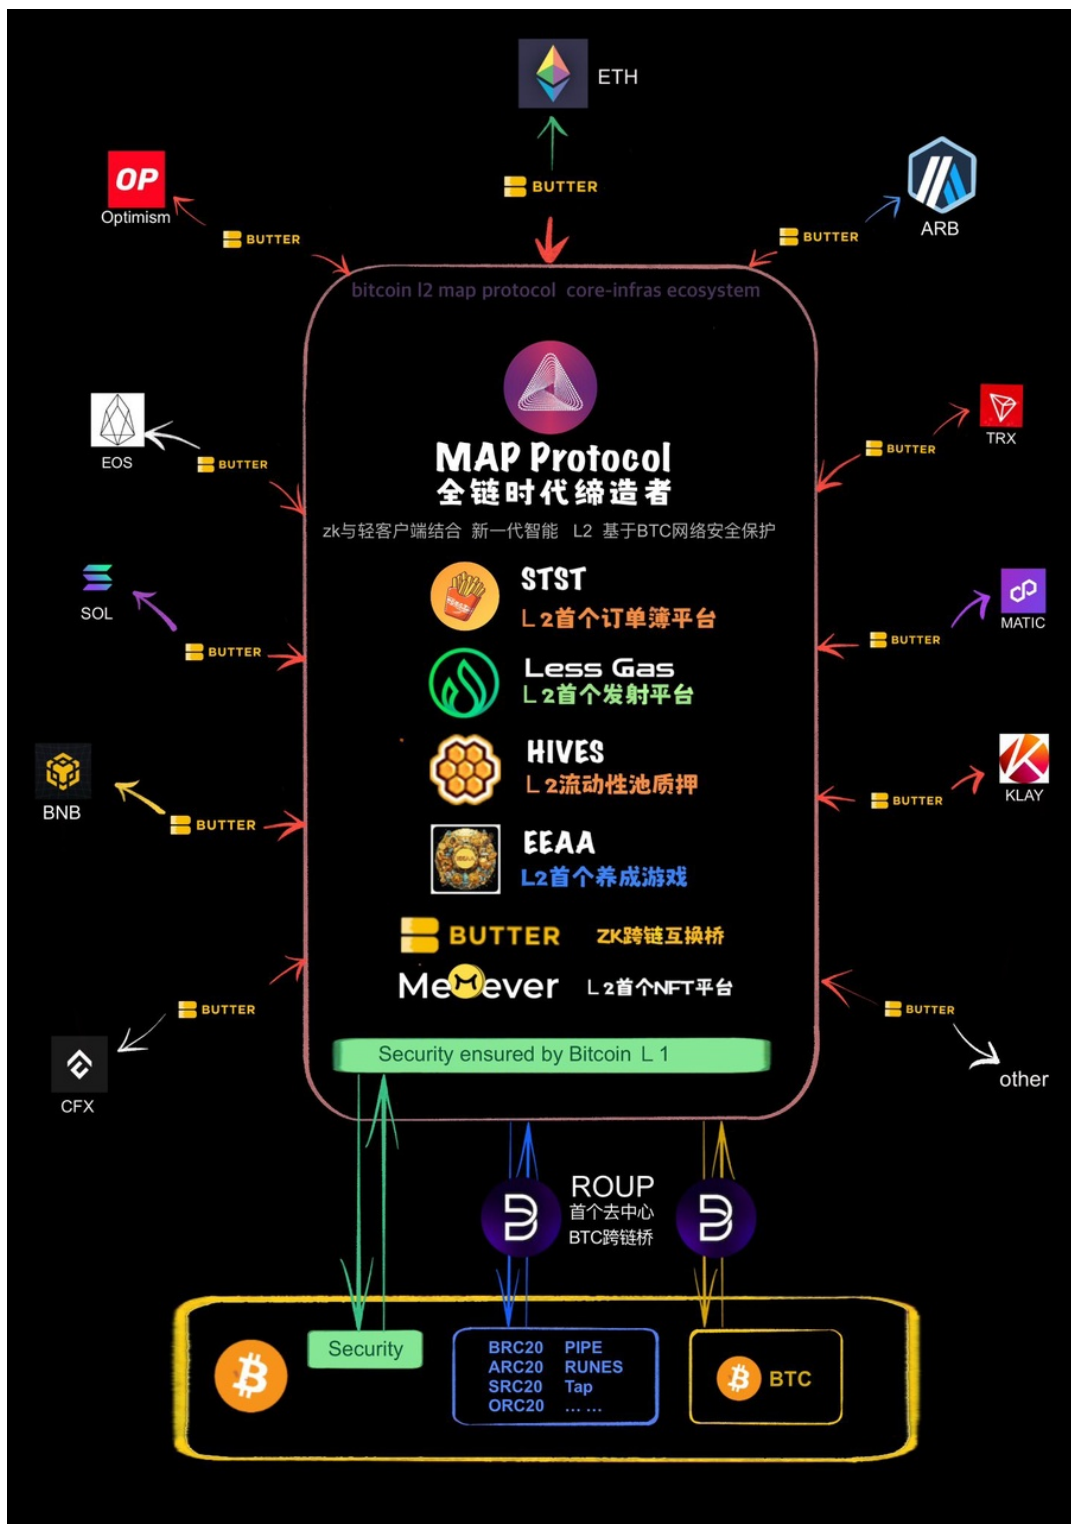 ETH
BUTTER
OP
Optimism
BUTTER
BUTTER
ARB
bitcoin l2 map protocol core-infras ecosystem
MAP Protocol
全链时代缔造者
zk与轻客户端结合 新一代智能 L2 基于BTC网络安全保护
EOS
BUTTER
BUTTER
TRX
STST
L2首个订单簿平台
SOL
BUTTER
BUTTER
MATIC
Less Gas
L2首个发射平台
HIVES
L2流动性池质押
BNB
BUTTER
BUTTER
KLAY
EEAA
L2首个养成游戏
BUTTER ZK跨链互换桥
MeMever L2首个NFT平台
BUTTER
CFX
BUTTER
other
Security ensured by Bitcoin L 1
ROUP
首个去中心
BTC跨链桥
Security
BRC20 PIPE
ARC20 RUNES
SRC20 Tap
ORC20 ... ...
BTC